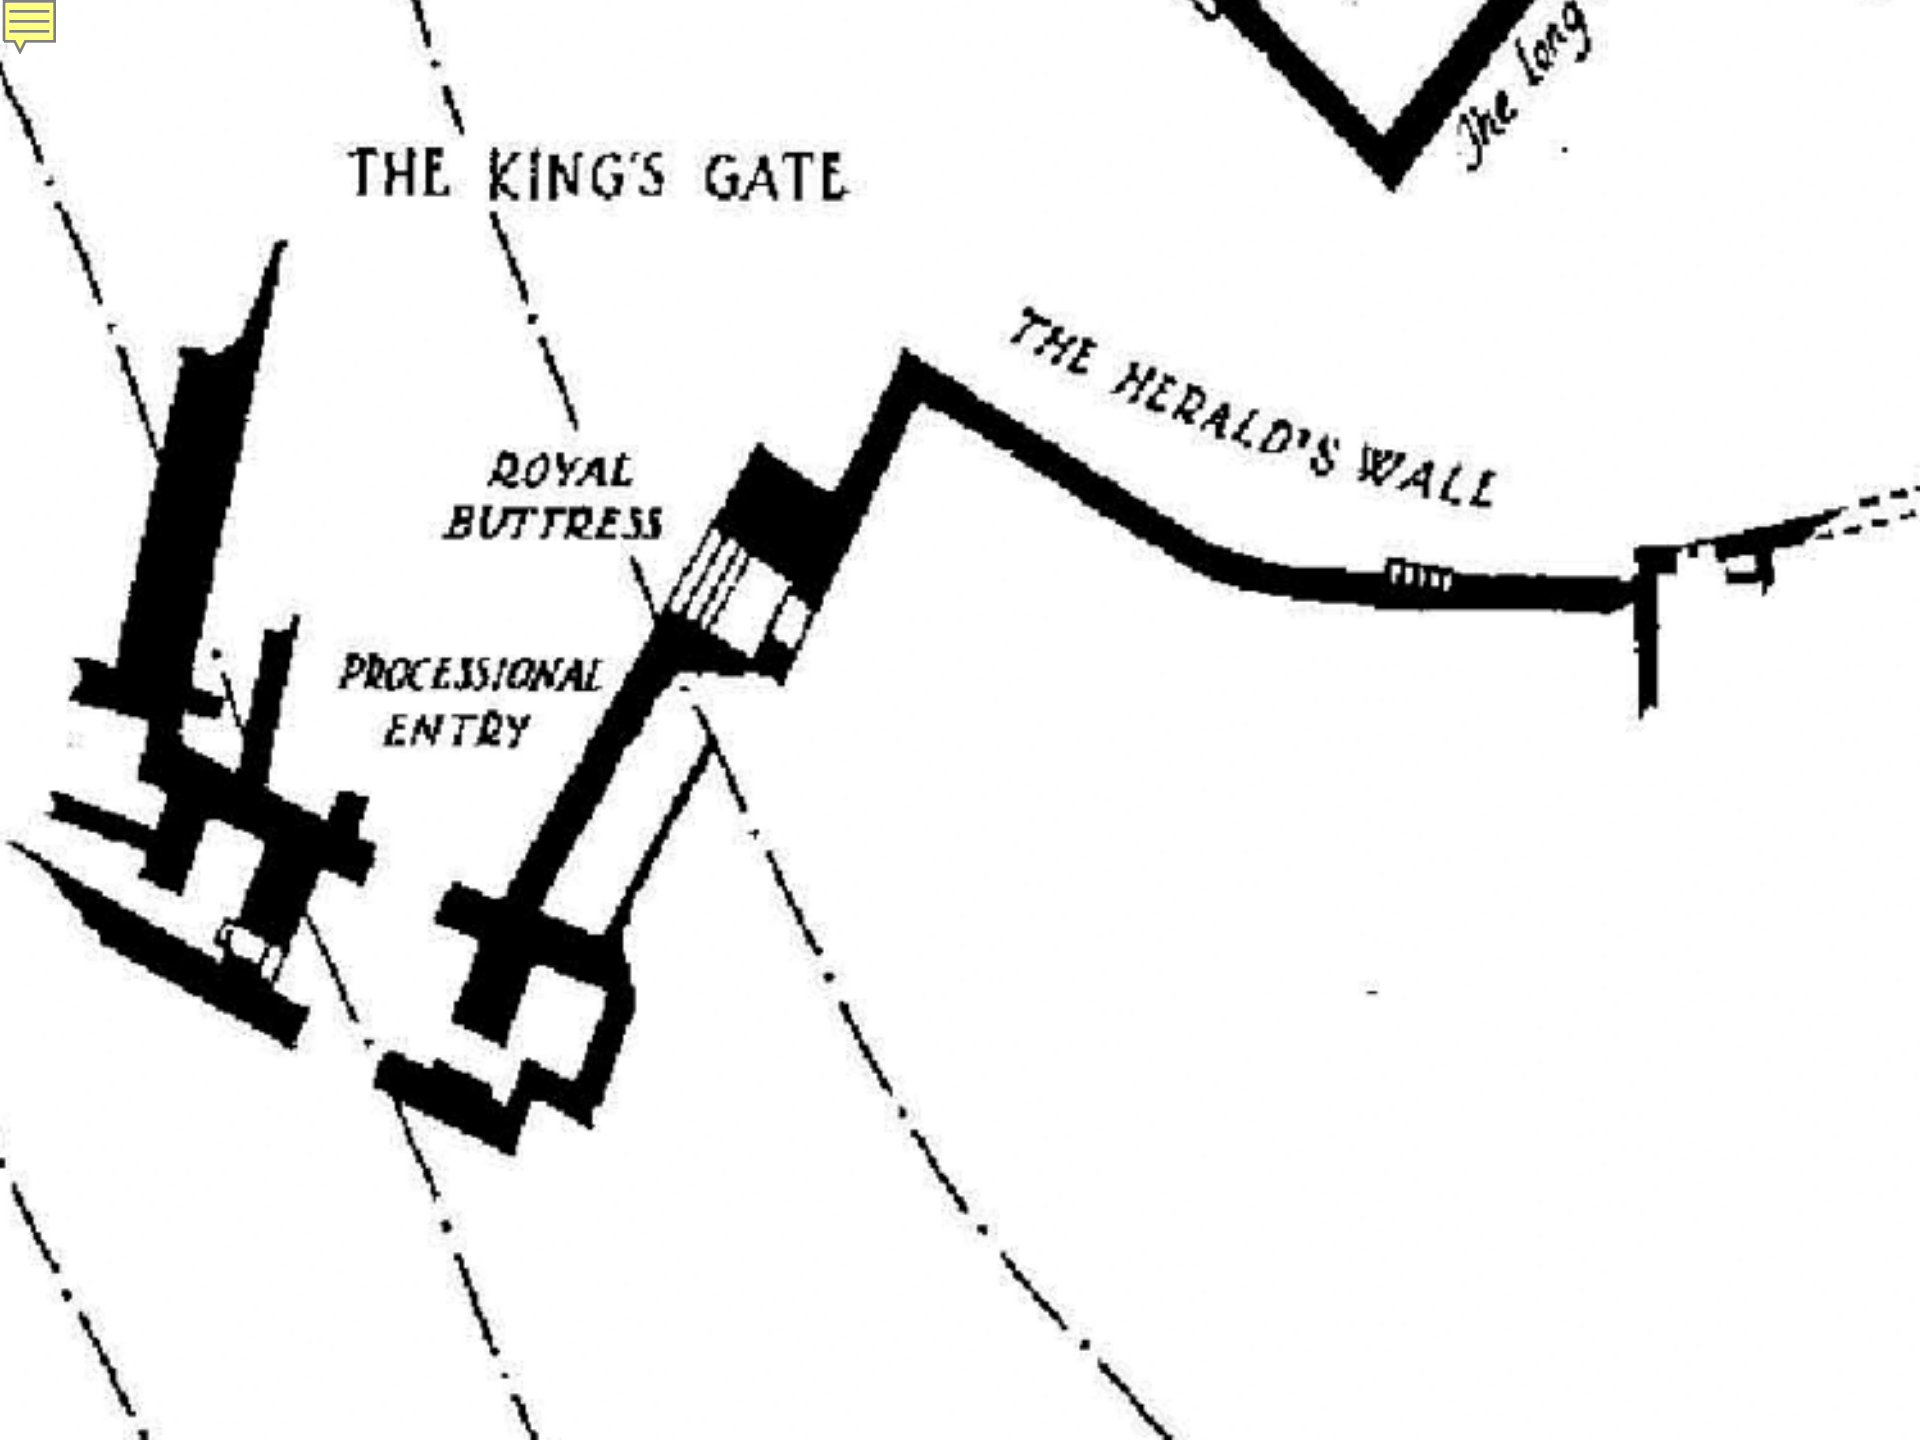 The long
THE KING'S GATE
THE HERALD'S WALL
ROYAL
BUTTRESS
PROCESSIONAL
ENTRY